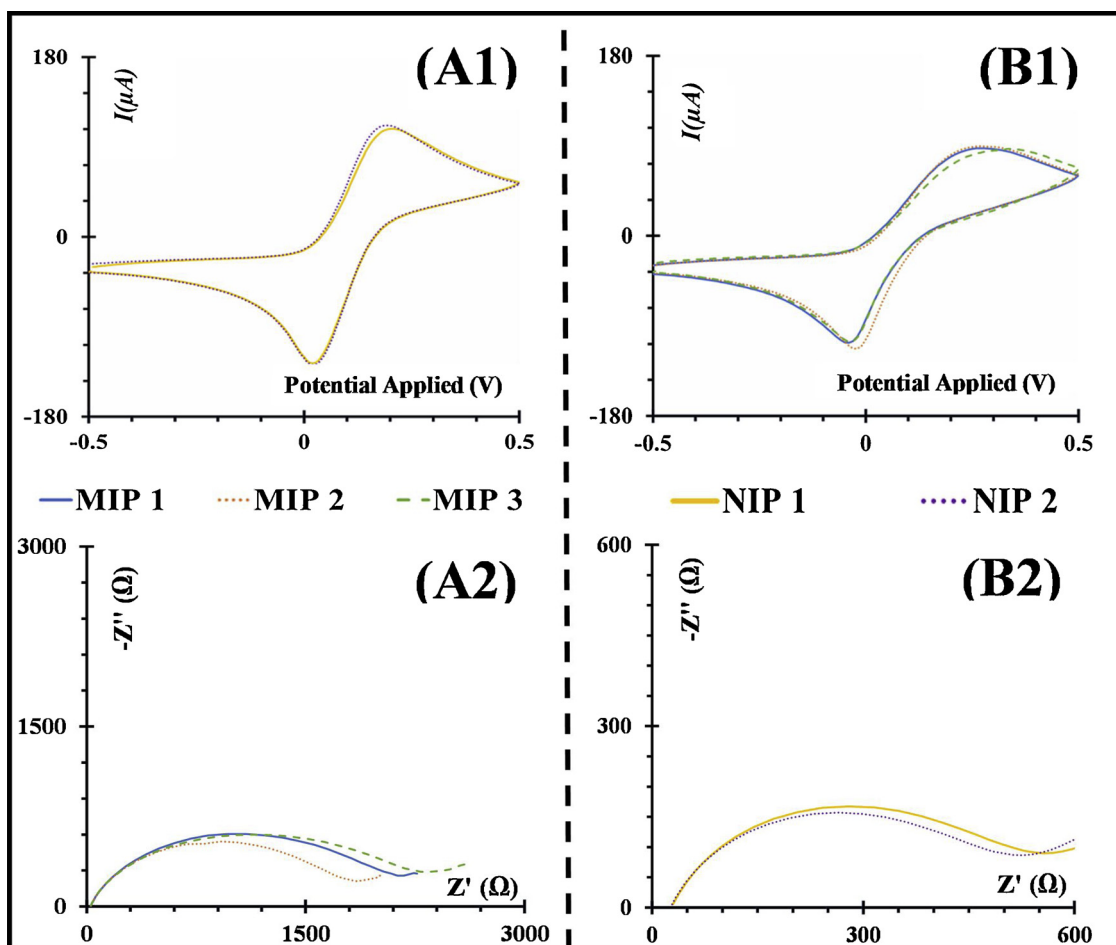 (A1)
180
I(µA)
0
-180
Potential Applied (V)
-0.5
0
0.5
(B1)
180
I(µA)
0
-180
Potential Applied (V)
-0.5
0
0.5
MIP 1
MIP 2
MIP 3
NIP 1
NIP 2
(A2)
3000
-Z'' (Ω)
1500
0
Z' (Ω)
0
1500
3000
(B2)
600
-Z'' (Ω)
300
0
Z' (Ω)
0
300
600